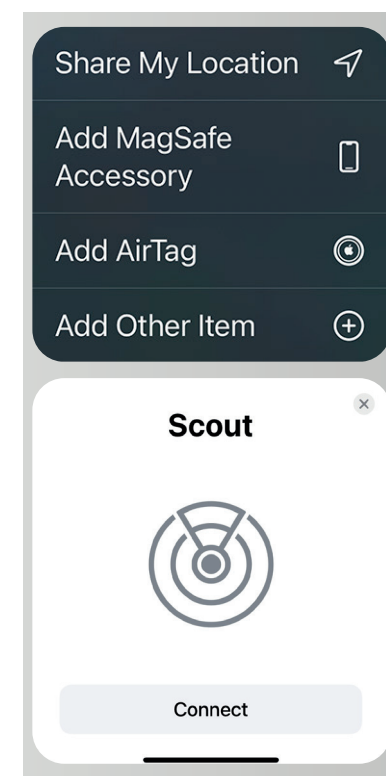 Share My Location
Add MagSafe
Accessory
Add AirTag
Add Other Item
Scout
Connect